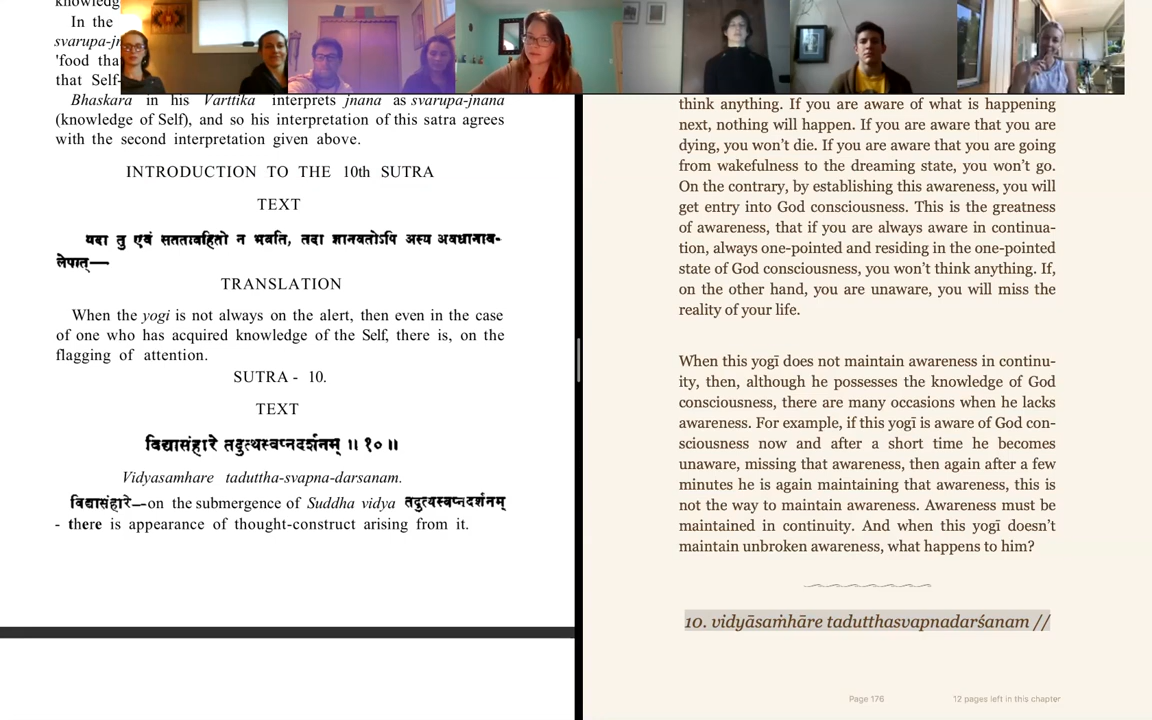 knowledg
In the
svarupa-jr
'food tha
that Self-
Bhaskara in his Varttika interprets jnana as svarupa-jnana
(knowledge of Self), and so his interpretation of this satra agrees
with the second interpretation given above.
INTRODUCTION TO THE 10th SUTRA
TEXT
यदा तु एवं सततावहितो न भवति, तदा ज्ञानवतोऽपि अस्य अवधानाव-
लेपात्—
TRANSLATION
When the yogi is not always on the alert, then even in the case
of one who has acquired knowledge of the Self, there is, on the
flagging of attention.
SUTRA - 10.
TEXT
विद्यासंहारे तदुत्थस्वप्नदर्शनम् ॥ १० ॥
Vidyasamhare taduttha-svapna-darsanam.
विद्यासंहारे—on the submergence of Suddha vidya तदुत्थस्वप्नदर्शनम्
- there is appearance of thought-construct arising from it.
think anything. If you are aware of what is happening
next, nothing will happen. If you are aware that you are
dying, you won't die. If you are aware that you are going
from wakefulness to the dreaming state, you won't go.
On the contrary, by establishing this awareness, you will
get entry into God consciousness. This is the greatness
of awareness, that if you are always aware in continua-
tion, always one-pointed and residing in the one-pointed
state of God consciousness, you won't think anything. If,
on the other hand, you are unaware, you will miss the
reality of your life.
When this yogī does not maintain awareness in continu-
ity, then, although he possesses the knowledge of God
consciousness, there are many occasions when he lacks
awareness. For example, if this yogī is aware of God con-
sciousness now and after a short time he becomes
unaware, missing that awareness, then again after a few
minutes he is again maintaining that awareness, this is
not the way to maintain awareness. Awareness must be
maintained in continuity. And when this yogī doesn't
maintain unbroken awareness, what happens to him?
10. vidyāsaṁhāre tadutthasvapnadarśanam //
Page 176
12 pages left in this chapter